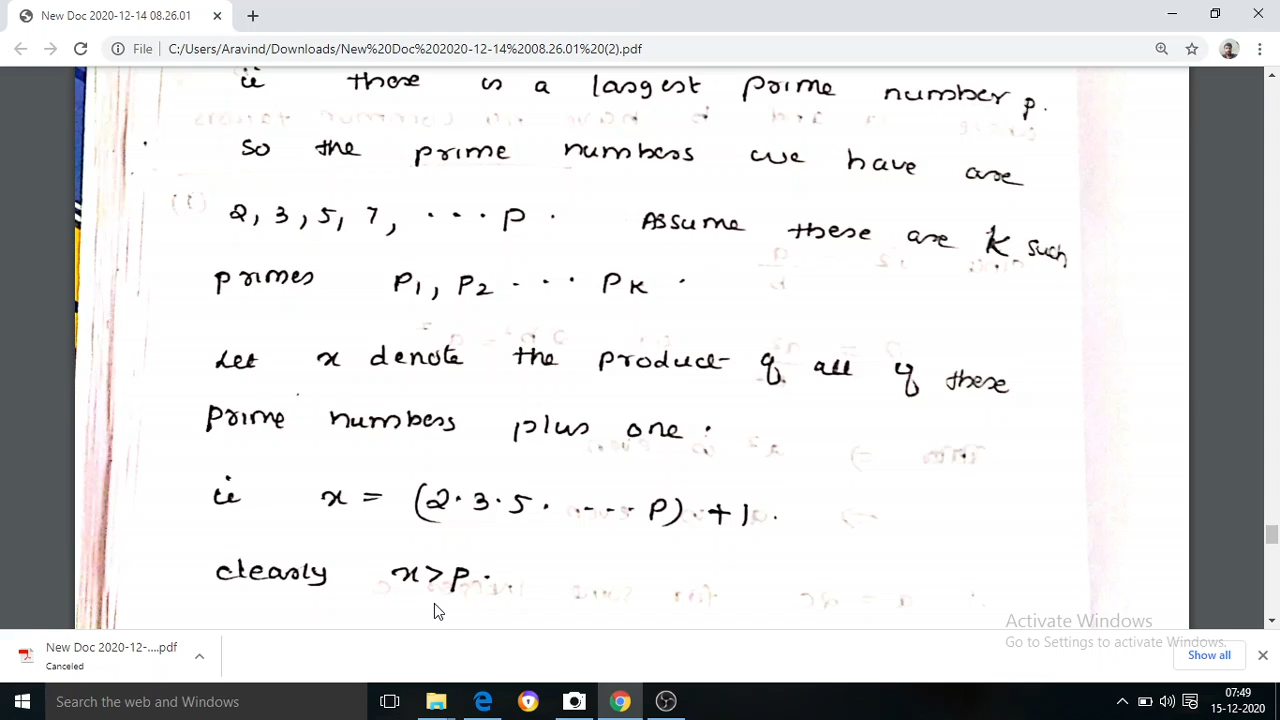 New Doc 2020-12-14 08.26.01
File C:/Users/Aravind/Downloads/New%20Doc%202020-12-14%2008.26.01%20(2).pdf
ie there is a largest prime number p.
So the prime numbers we have are
2, 3, 5, 7, ... p. Assume these are K such
primes P1, P2 ... PK.
Let x denote the product of all of these
prime numbers plus one.
ie x = (2.3.5. .... P) +1.
clearly x>p.
Activate Windows
Go to Settings to activate Windows.
New Doc 2020-12-....pdf
Canceled
Show all
Search the web and Windows
07:49
15-12-2020